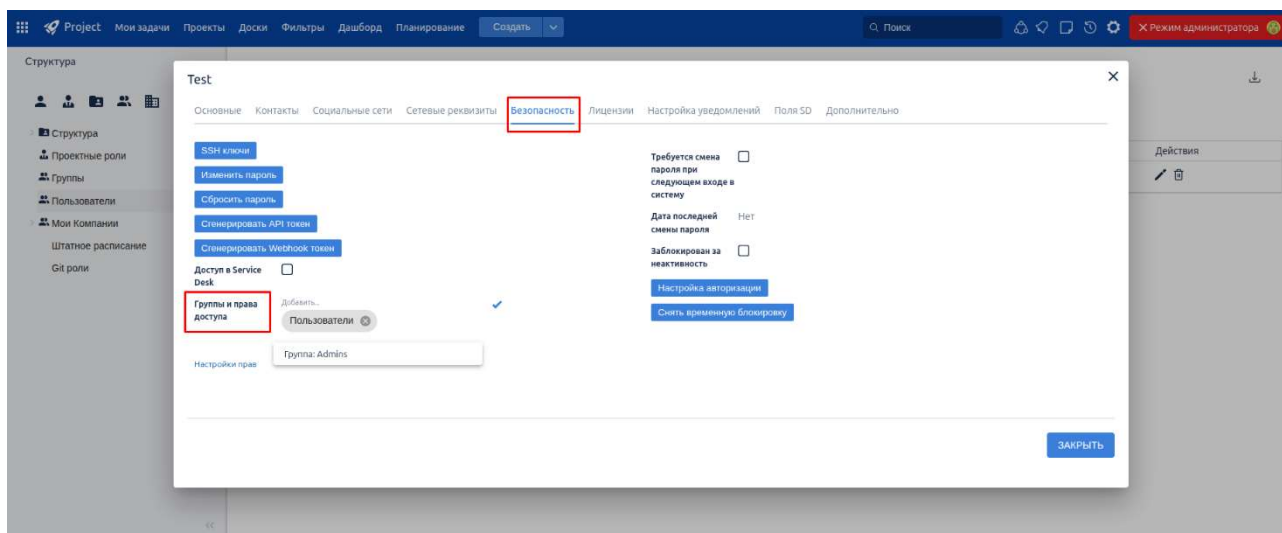 Project Мои задачи Проекты Доски Фильтры Дашборд Планирование Создать Поиск Режим администратора
Структура
Структура
Проектные роли
Группы
Пользователи
Мои Компании
Штатное расписание
Git роли
Test
Основные Контакты Социальные сети Сетевые реквизиты Безопасность Лицензии Настройка уведомлений Поля SD Дополнительно
SSH ключи
Изменить пароль
Сбросить пароль
Сгенерировать API токен
Сгенерировать Webhook токен
Доступ в Service
Desk
Группы и права
доступа
Добавить...
Пользователи
Группа: Admins
Настройки прав
Требуется смена
пароля при
следующем входе в
систему
Дата последней
смены пароля
Нет
Заблокирован за
неактивность
Настройка авторизации
Снять временную блокировку
ЗАКРЫТЬ
Действия